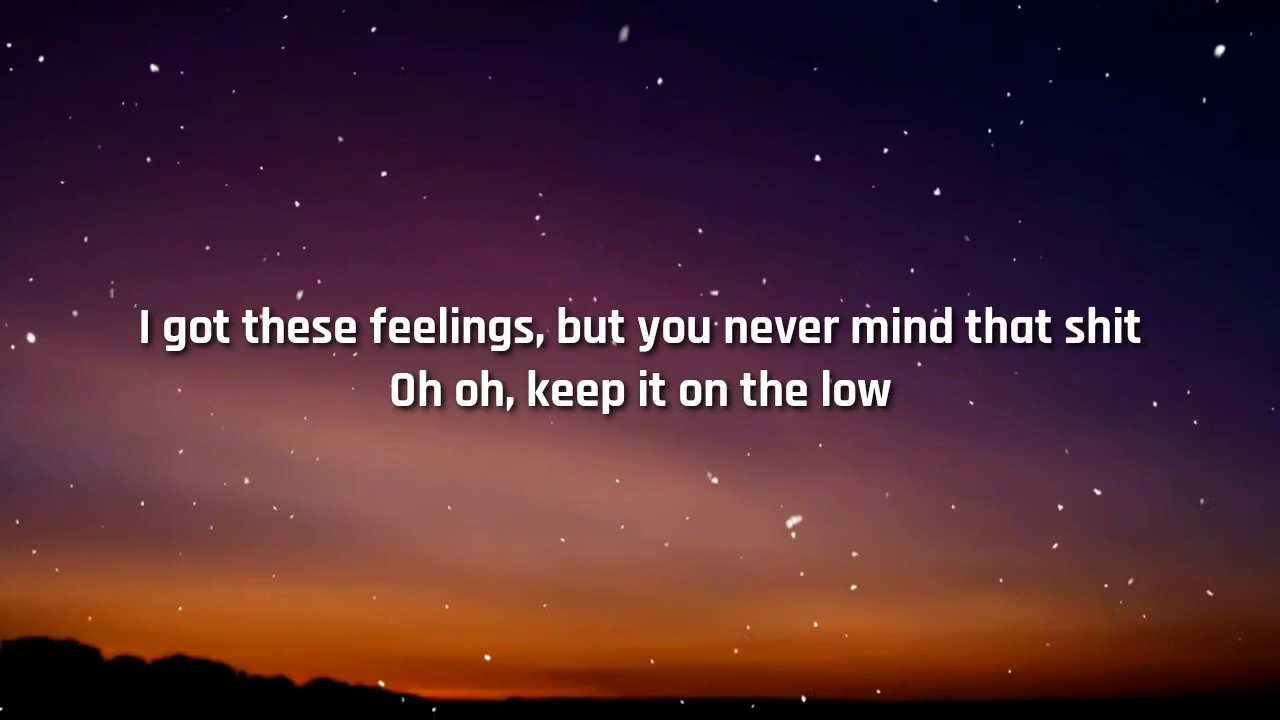 I got these feelings, but you never mind that shit
Oh oh, keep it on the low